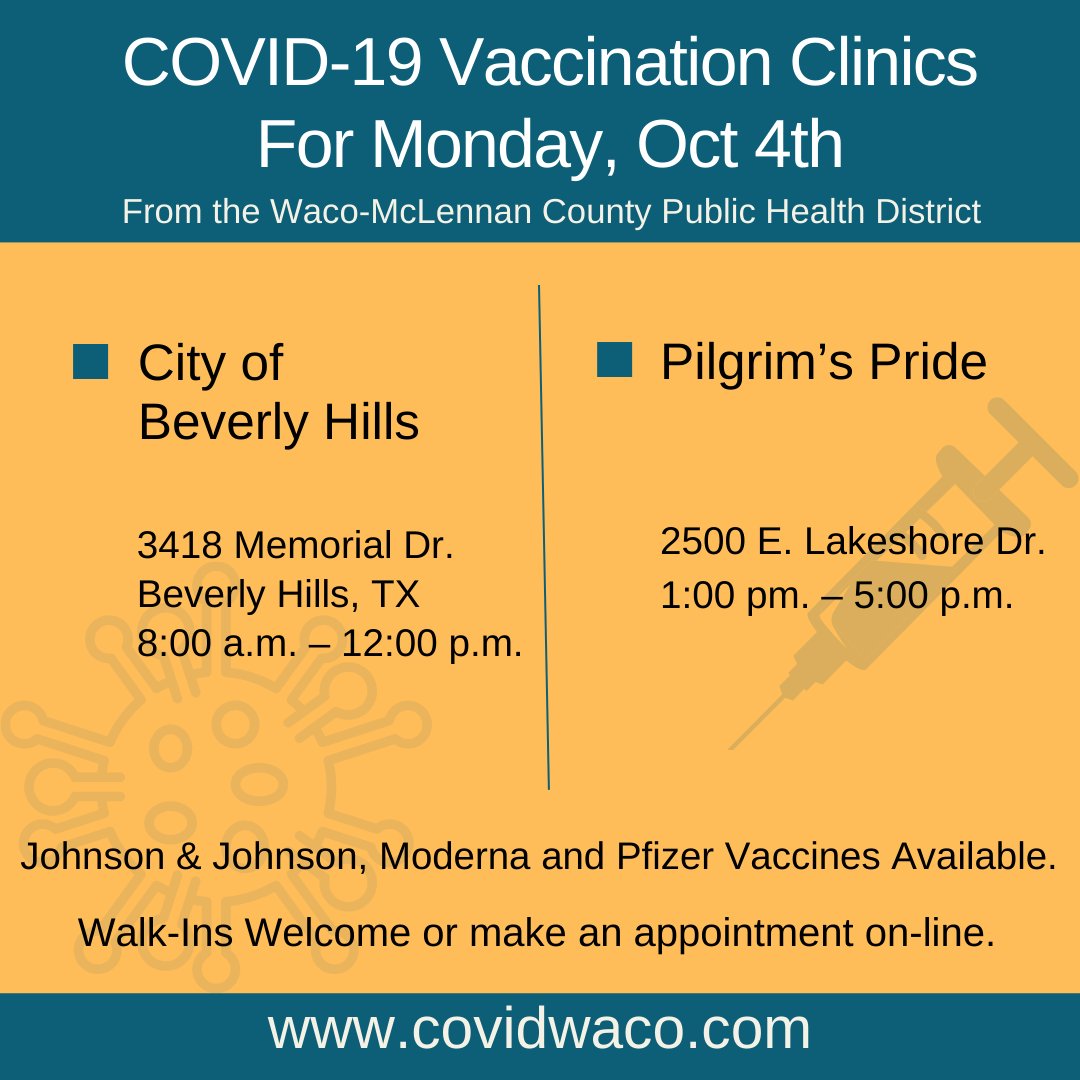 COVID-19 Vaccination Clinics
For Monday, Oct 4th
From the Waco-McLennan County Public Health District
City of
Beverly Hills
3418 Memorial Dr.
Beverly Hills, TX
8:00 a.m. – 12:00 p.m.
Pilgrim’s Pride
2500 E. Lakeshore Dr.
1:00 pm. – 5:00 p.m.
Johnson & Johnson, Moderna and Pfizer Vaccines Available.
Walk-Ins Welcome or make an appointment on-line.
www.covidwaco.com